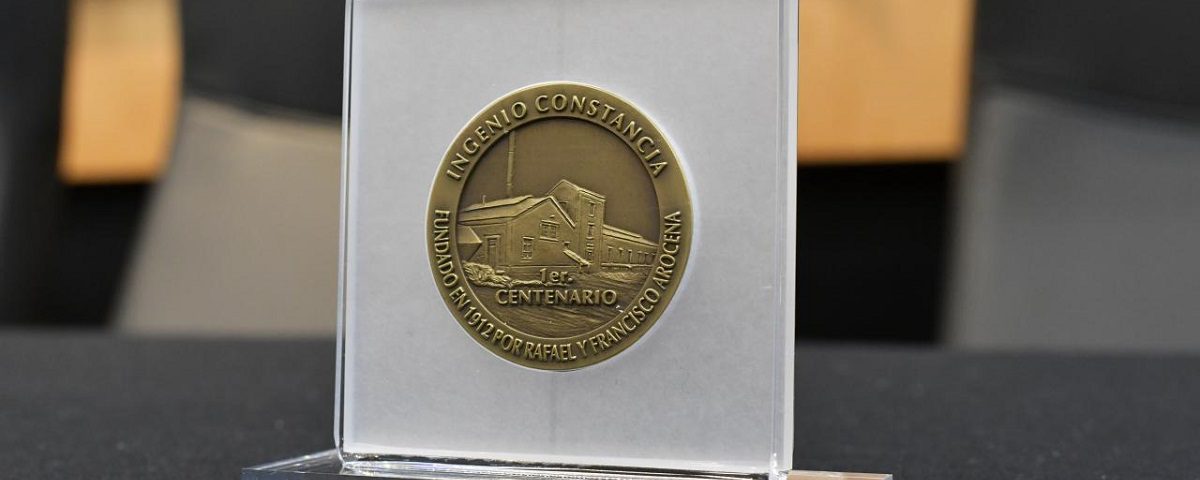 INGENIO CONSTANCIA
1er.
CENTENARIO
FUNDADO EN 1912 POR RAFAEL Y FRANCISCO AROCENA